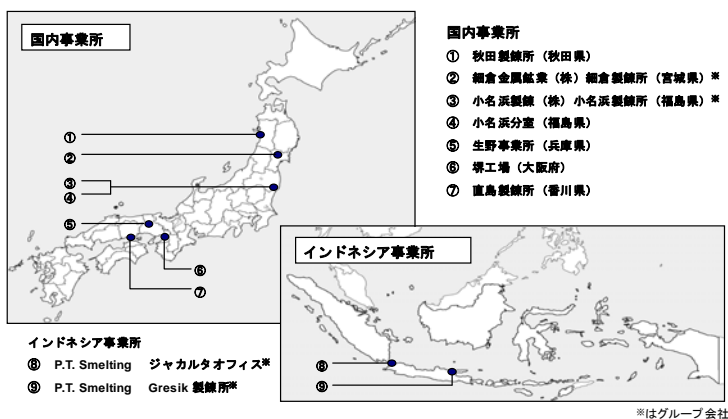 国内事業所
①
②
③
④
⑤
⑥
⑦
国内事業所
① 秋田製錬所（秋田県）
② 細倉金属鉱業（株）細倉製錬所（宮城県）※
③ 小名浜製錬（株）小名浜製錬所（福島県）※
④ 小名浜分室（福島県）
⑤ 生野事業所（兵庫県）
⑥ 堺工場（大阪府）
⑦ 直島製錬所（香川県）
インドネシア事業所
⑧
⑨
インドネシア事業所
⑧ P.T. Smelting ジャカルタオフィス※
⑨ P.T. Smelting Gresik 製錬所※
※はグループ会社